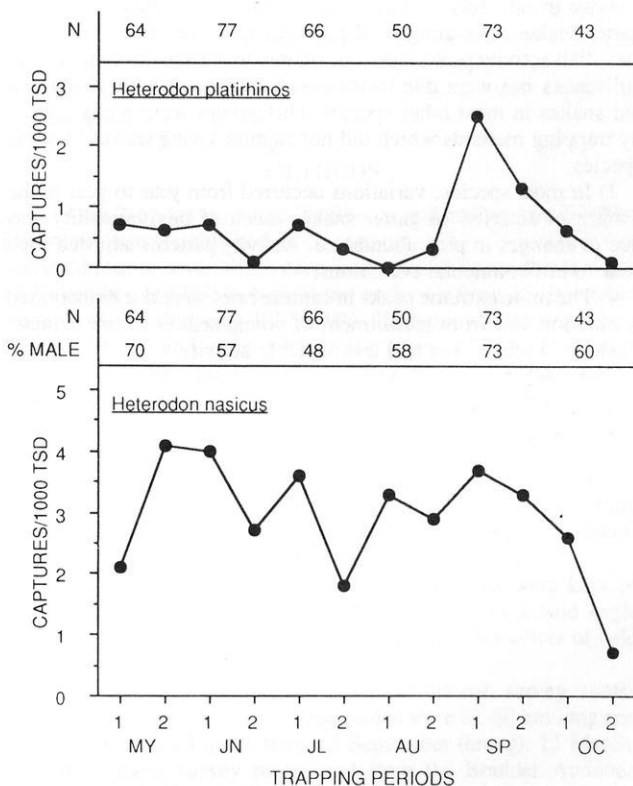 N 64 77 66 50 73 43
Heterodon platirhinos
3
2
1
0
CAPTURES/1000 TSD
N 64 77 66 50 73 43
% MALE 70 57 48 58 73 60
Heterodon nasicus
5
4
3
2
1
0
CAPTURES/1000 TSD
1 2 1 2 1 2 1 2 1 2 1 2
MY JN JL AU SP OC
TRAPPING PERIODS